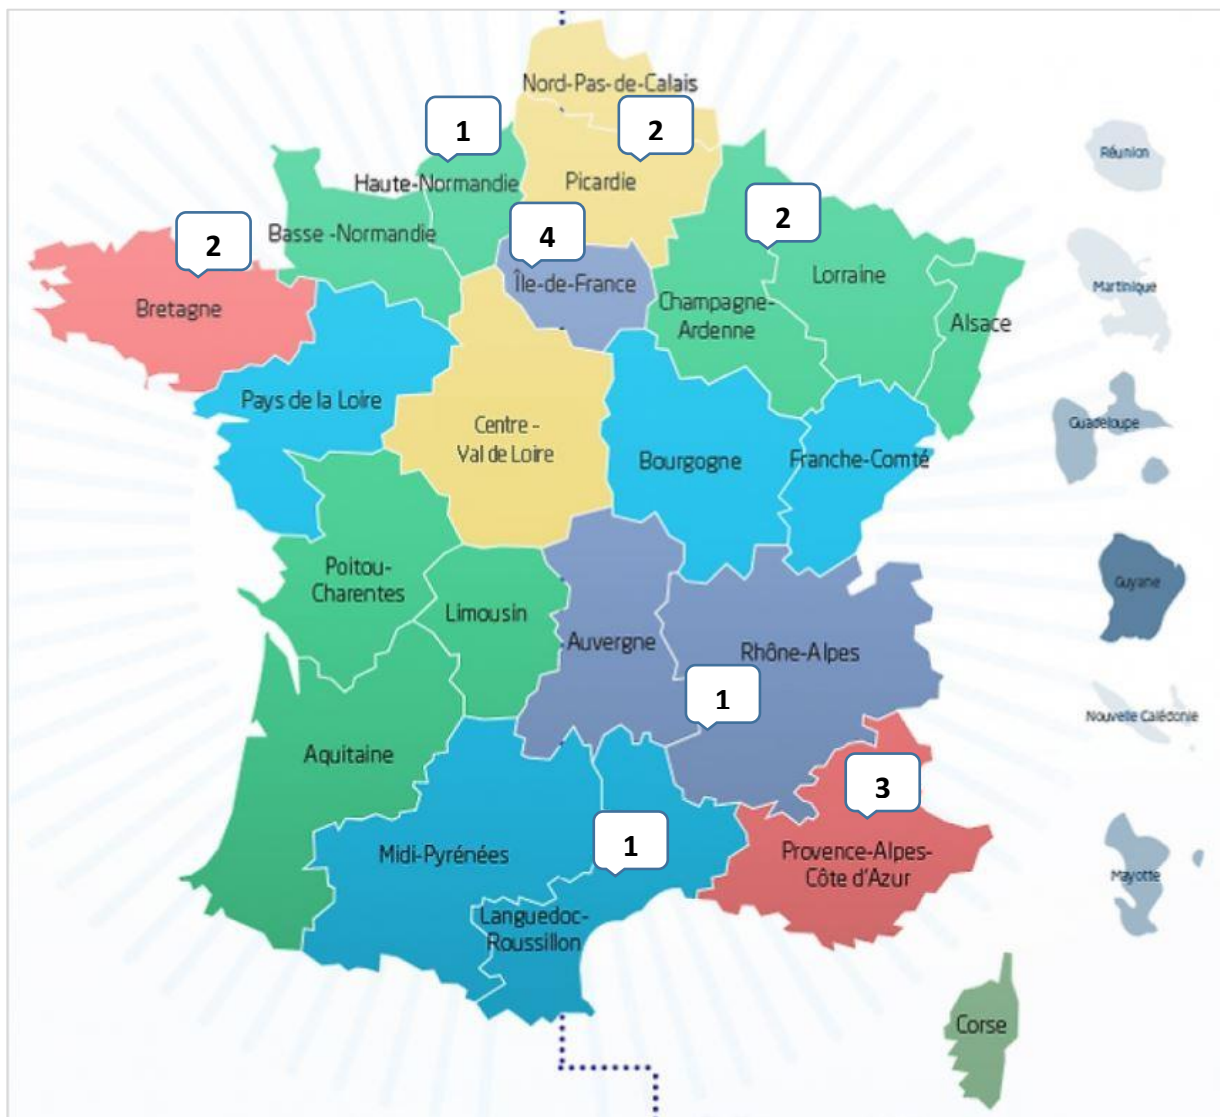 Nord-Pas-de-Calais
1
2
Réunion
Haute-Normandie
Picardie
2
2
4
Basse -Normandie
Île-de-France
Lorraine
Martinique
Bretagne
Champagne-
Ardenne
Alsace
Pays de la Loire
Centre -
Val de Loire
Guadeloupe
Bourgogne
Franche-Comté
Poitou-
Charentes
Limousin
Guyane
Auvergne
Rhône-Alpes
1
Nouvelle Calédonie
Aquitaine
3
1
Midi-Pyrénées
Provence-Alpes-
Côte d'Azur
Mayotte
Languedoc-
Roussillon
Corse